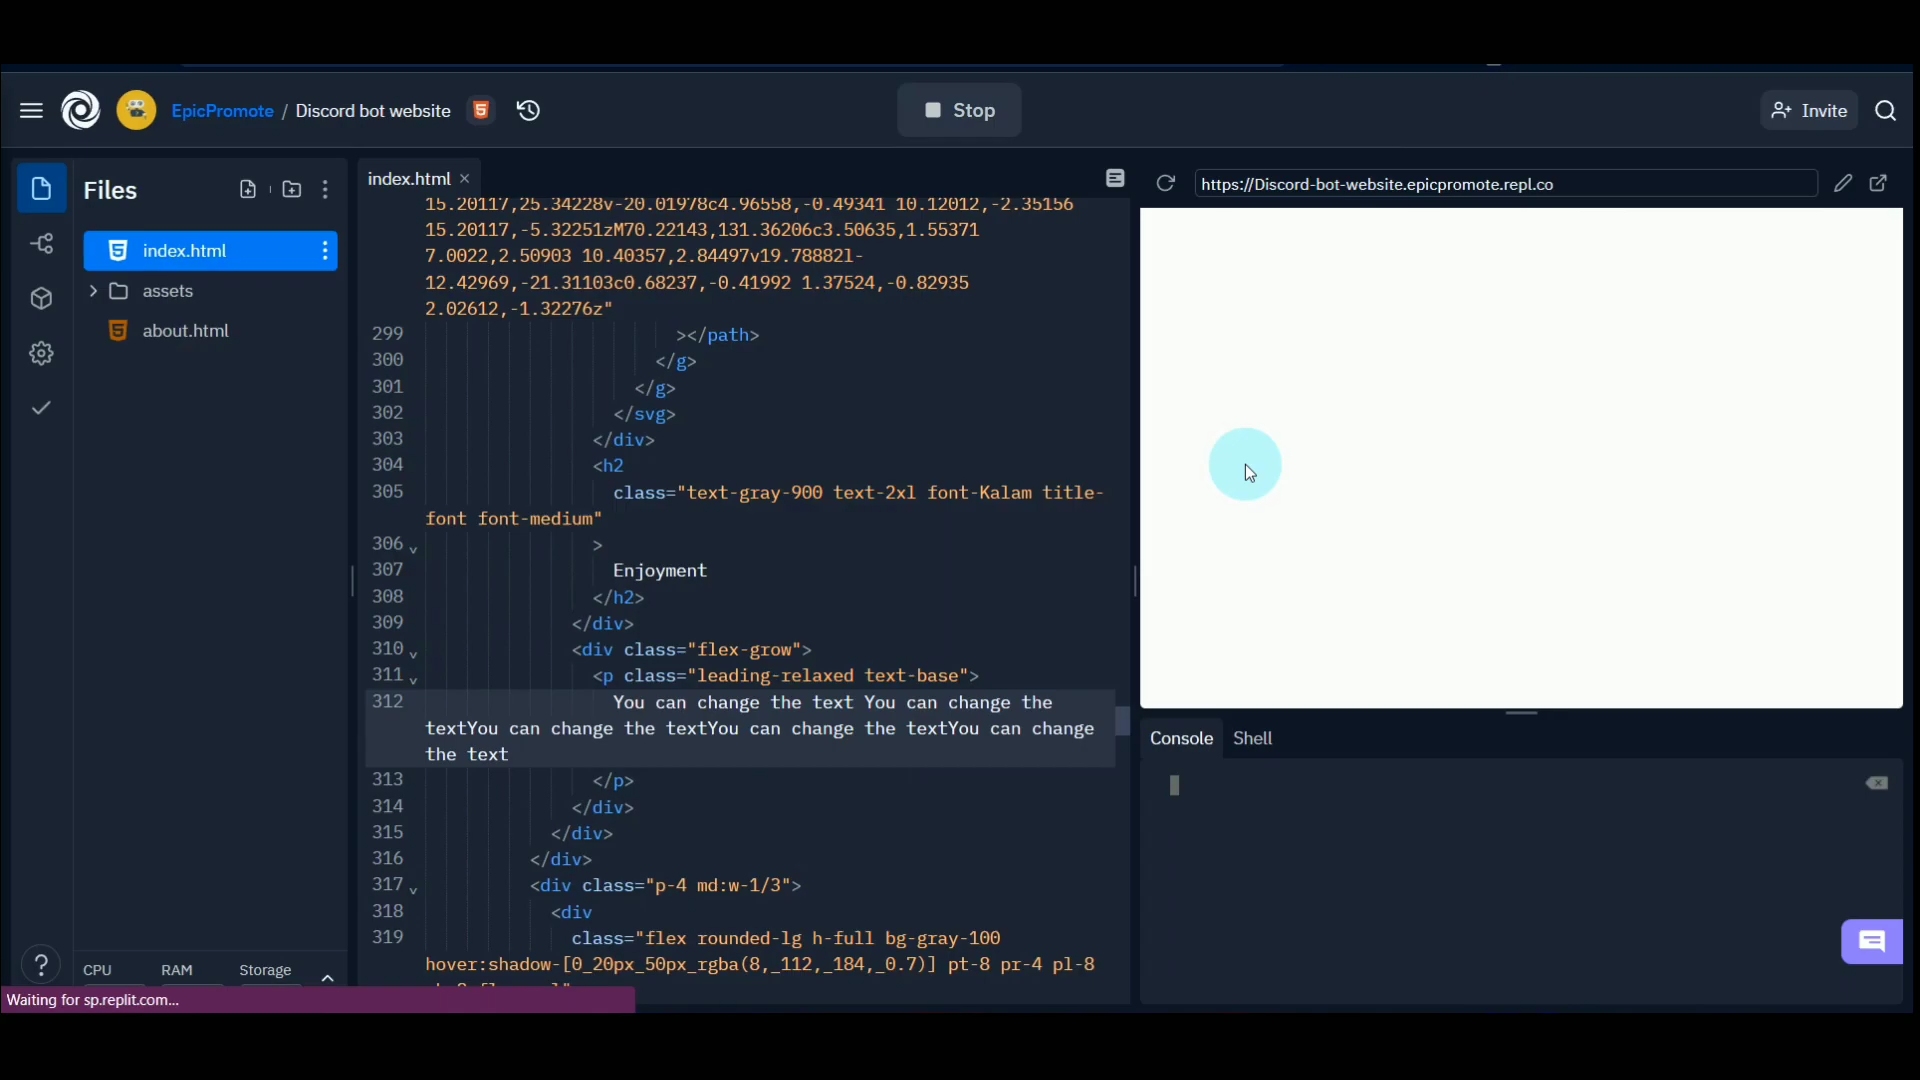 EpicPromote / Discord bot website
Stop
Invite
Files
index.html
assets
about.html
CPU RAM Storage
Waiting for sp.replit.com...
index.html
15.20117,25.34228v-20.01978c4.96558,-0.49341 10.12012,-2.35156
15.20117,-5.32251zM70.22143,131.36206c3.50635,1.55371
7.0022,2.50903 10.40357,2.84497v19.78882l-
12.42969,-21.31103c0.68237,-0.41992 1.37524,-0.82935
2.02612,-1.32276z"
299 ></path>
300 </g>
301 </g>
302 </svg>
303 </div>
304 <h2
305 class="text-gray-900 text-2xl font-Kalam title-
font font-medium"
306 >
307 Enjoyment
308 </h2>
309 </div>
310 <div class="flex-grow">
311 <p class="leading-relaxed text-base">
312 You can change the text You can change the
textYou can change the textYou can change the textYou can change
the text
313 </p>
314 </div>
315 </div>
316 </div>
317 <div class="p-4 md:w-1/3">
318 <div
319 class="flex rounded-lg h-full bg-gray-100
hover:shadow-[0_20px_50px_rgba(8,_112,_184,_0.7)] pt-8 pr-4 pl-8
https://Discord-bot-website.epicpromote.repl.co
Console Shell